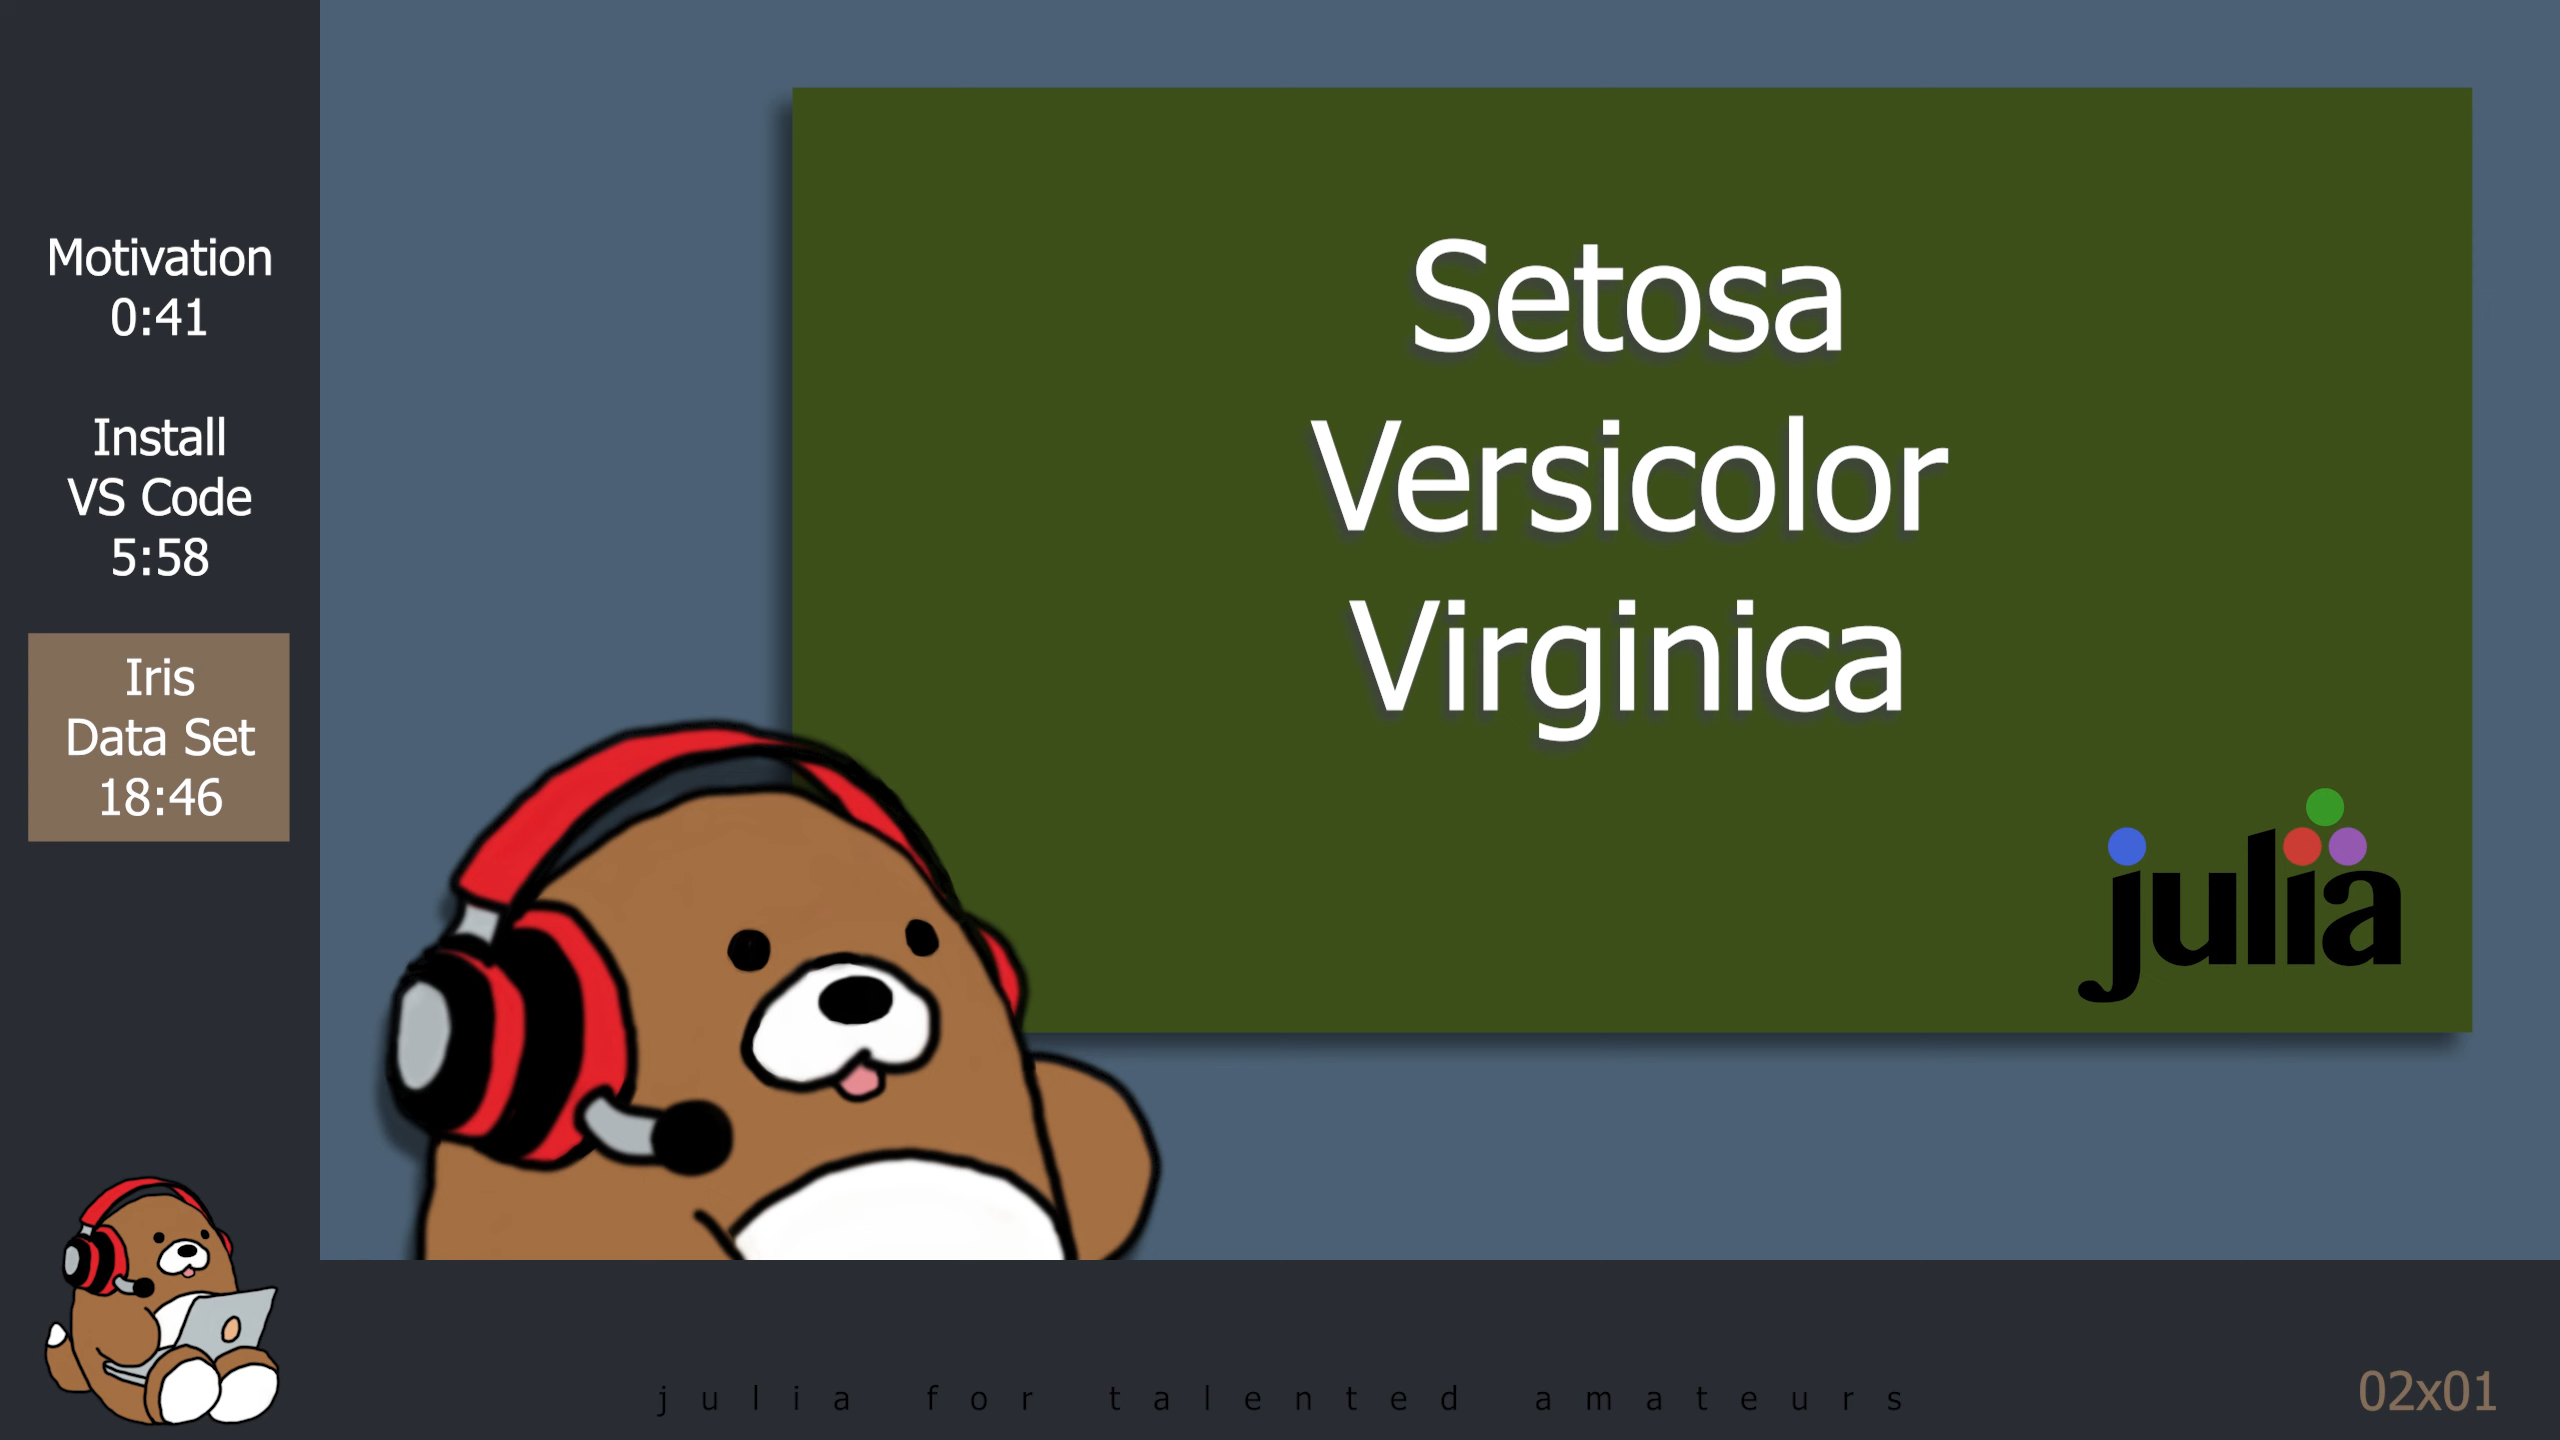 Motivation
0:41
Install
VS Code
5:58
Iris
Data Set
18:46
Setosa
Versicolor
Virginica
julia
julia for talented amateurs
02x01